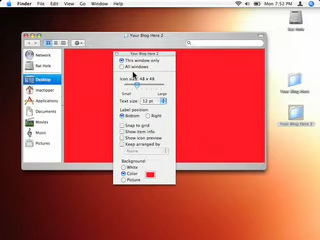 Finder File Edit View Go Window Help
Mon 7:52 PM
Your Blog Here 2
Your Blog Here 2
This window only
All windows
Icon size: 48 x 48
Small Large
Text size: 12 pt
Label position:
Bottom Right
Snap to grid
Show item info
Show icon preview
Keep arranged by
Name
Background:
White
Color
Picture
Network
Desktop
mactopper
Applications
Documents
Movies
Music
Pictures
Your Blog Here
Your Blog Here 2